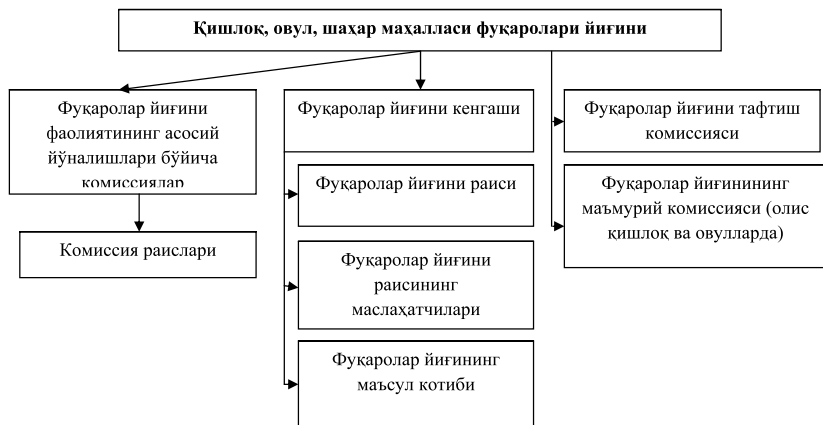 Қишлоқ, овул, шаҳар маҳалласи фуқаролари йиғини
Фуқаролар йиғини
фаолиятининг асосий
йўналишлари бўйича
комиссиялар
Комиссия раислари
Фуқаролар йиғини кенгаши
Фуқаролар йиғини раиси
Фуқаролар йиғини
раисининг
маслаҳатчилари
Фуқаролар йиғининг
маъсул котиби
Фуқаролар йиғини тафтиш
комиссияси
Фуқаролар йиғинининг
маъмурий комиссияси (олис
қишлоқ ва овулларда)